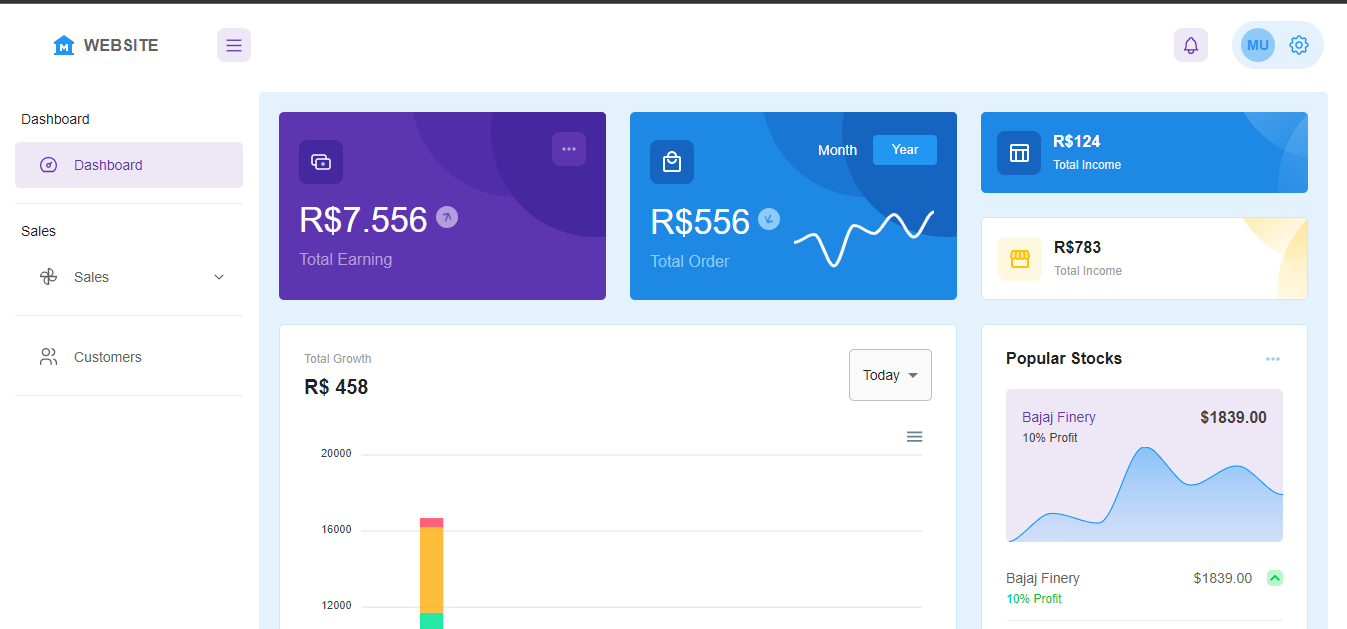 WEBSITE
MU
Dashboard
Dashboard
Sales
Sales
Customers
R$7.556
Total Earning
Month
Year
R$556
Total Order
R$124
Total Income
R$783
Total Income
Total Growth
R$ 458
Today
20000
16000
12000
Popular Stocks
Bajaj Finery
$1839.00
10% Profit
Bajaj Finery
$1839.00
10% Profit